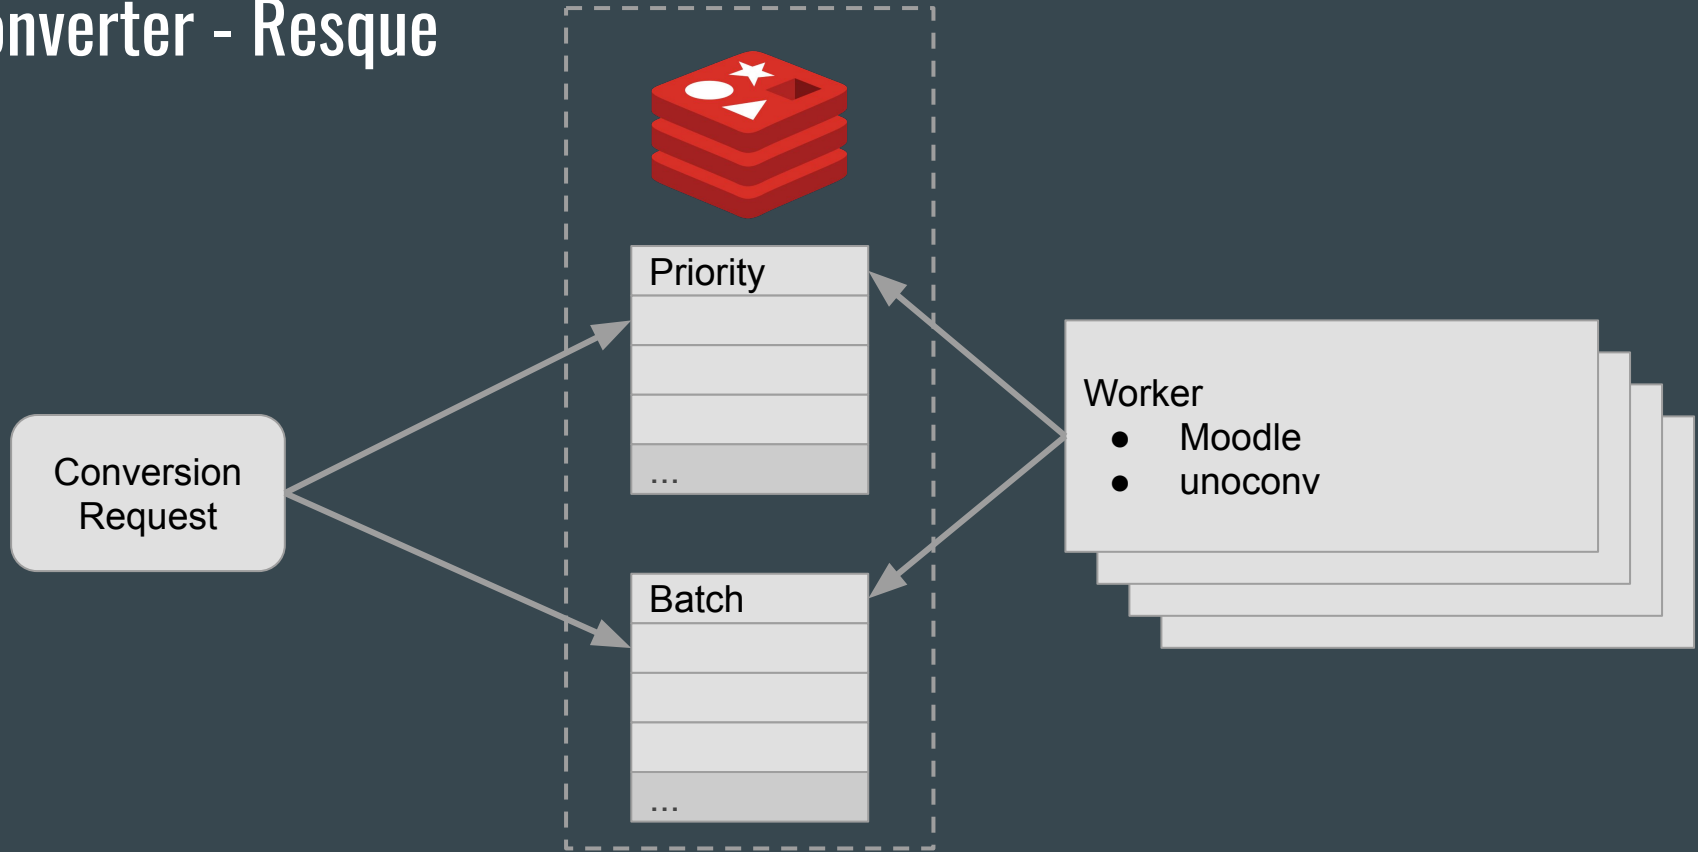 nverter - Resque
Priority
...
Conversion
Request
Worker
● Moodle
● unoconv
Batch
...